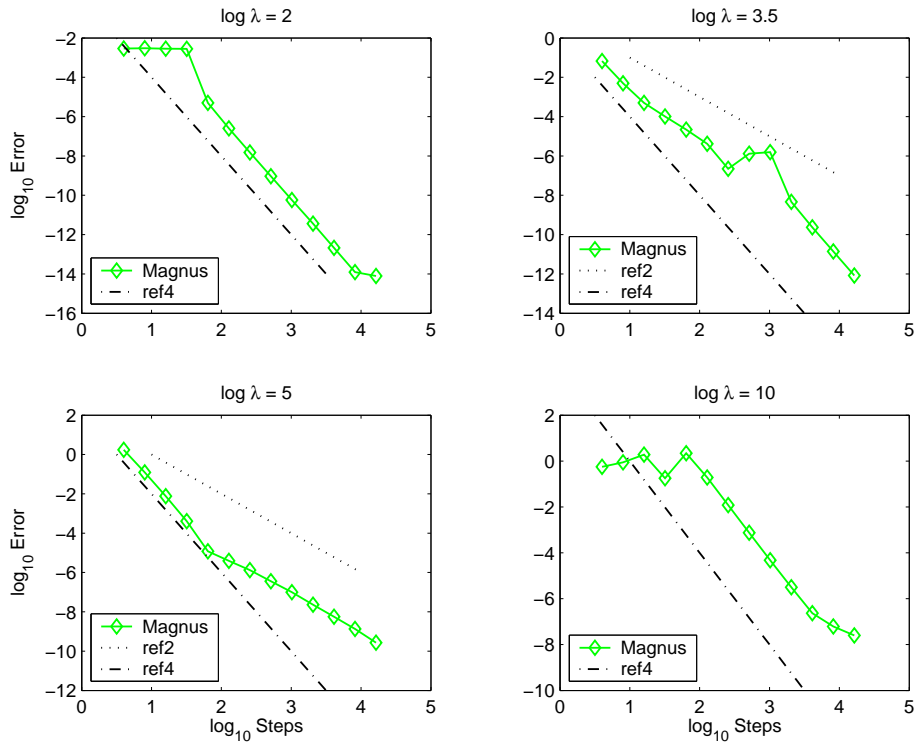 log λ = 2
−2
−4
−6
−8
−10
−12
−14
−16
log10 Error
0 1 2 3 4 5
Magnus
ref4
log λ = 3.5
0
−2
−4
−6
−8
−10
−12
−14
0 1 2 3 4 5
Magnus
ref2
ref4
log λ = 5
2
0
−2
−4
−6
−8
−10
−12
log10 Error
0 1 2 3 4 5
log10 Steps
Magnus
ref2
ref4
log λ = 10
2
0
−2
−4
−6
−8
−10
0 1 2 3 4 5
log10 Steps
Magnus
ref4